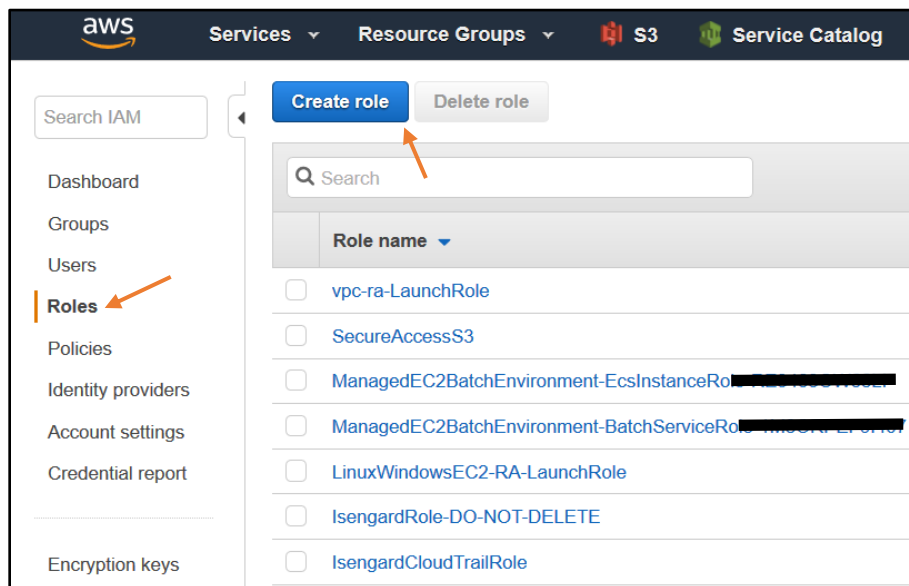 aws
Services
Resource Groups
S3
Service Catalog
Search IAM
Dashboard
Groups
Users
Roles
Policies
Identity providers
Account settings
Credential report
Encryption keys
Create role
Delete role
Search
Role name
vpc-ra-LaunchRole
SecureAccessS3
ManagedEC2BatchEnvironment-EcsInstanceRole
ManagedEC2BatchEnvironment-BatchServiceRole
LinuxWindowsEC2-RA-LaunchRole
IsengardRole-DO-NOT-DELETE
IsengardCloudTrailRole